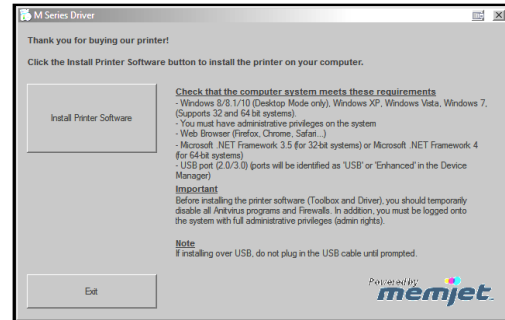 M Series Driver
Thank you for buying our printer!
Click the Install Printer Software button to install the printer on your computer.
Install Printer Software
Check that the computer system meets these requirements
- Windows 8/8.1/10 (Desktop Mode only), Windows XP, Windows Vista, Windows 7,
(Supports 32 and 64 bit systems).
- You must have administrative privileges on the system
- Web Browser (Firefox, Chrome, Safari...)
- Microsoft .NET Framework 3.5 (for 32-bit systems) or Microsoft .NET Framework 4
(for 64-bit systems)
- USB port (2.0/3.0) (ports will be identified as 'USB' or 'Enhanced' in the Device
Manager)
Important
Before installing the printer software (Toolbox and Driver), you should temporarily
disable all Anitvirus programs and Firewalls. In addition, you must be logged onto
the system with full administrative privileges (admin rights).
Note
If installing over USB, do not plug in the USB cable until prompted.
Exit
Powered by
memjet.